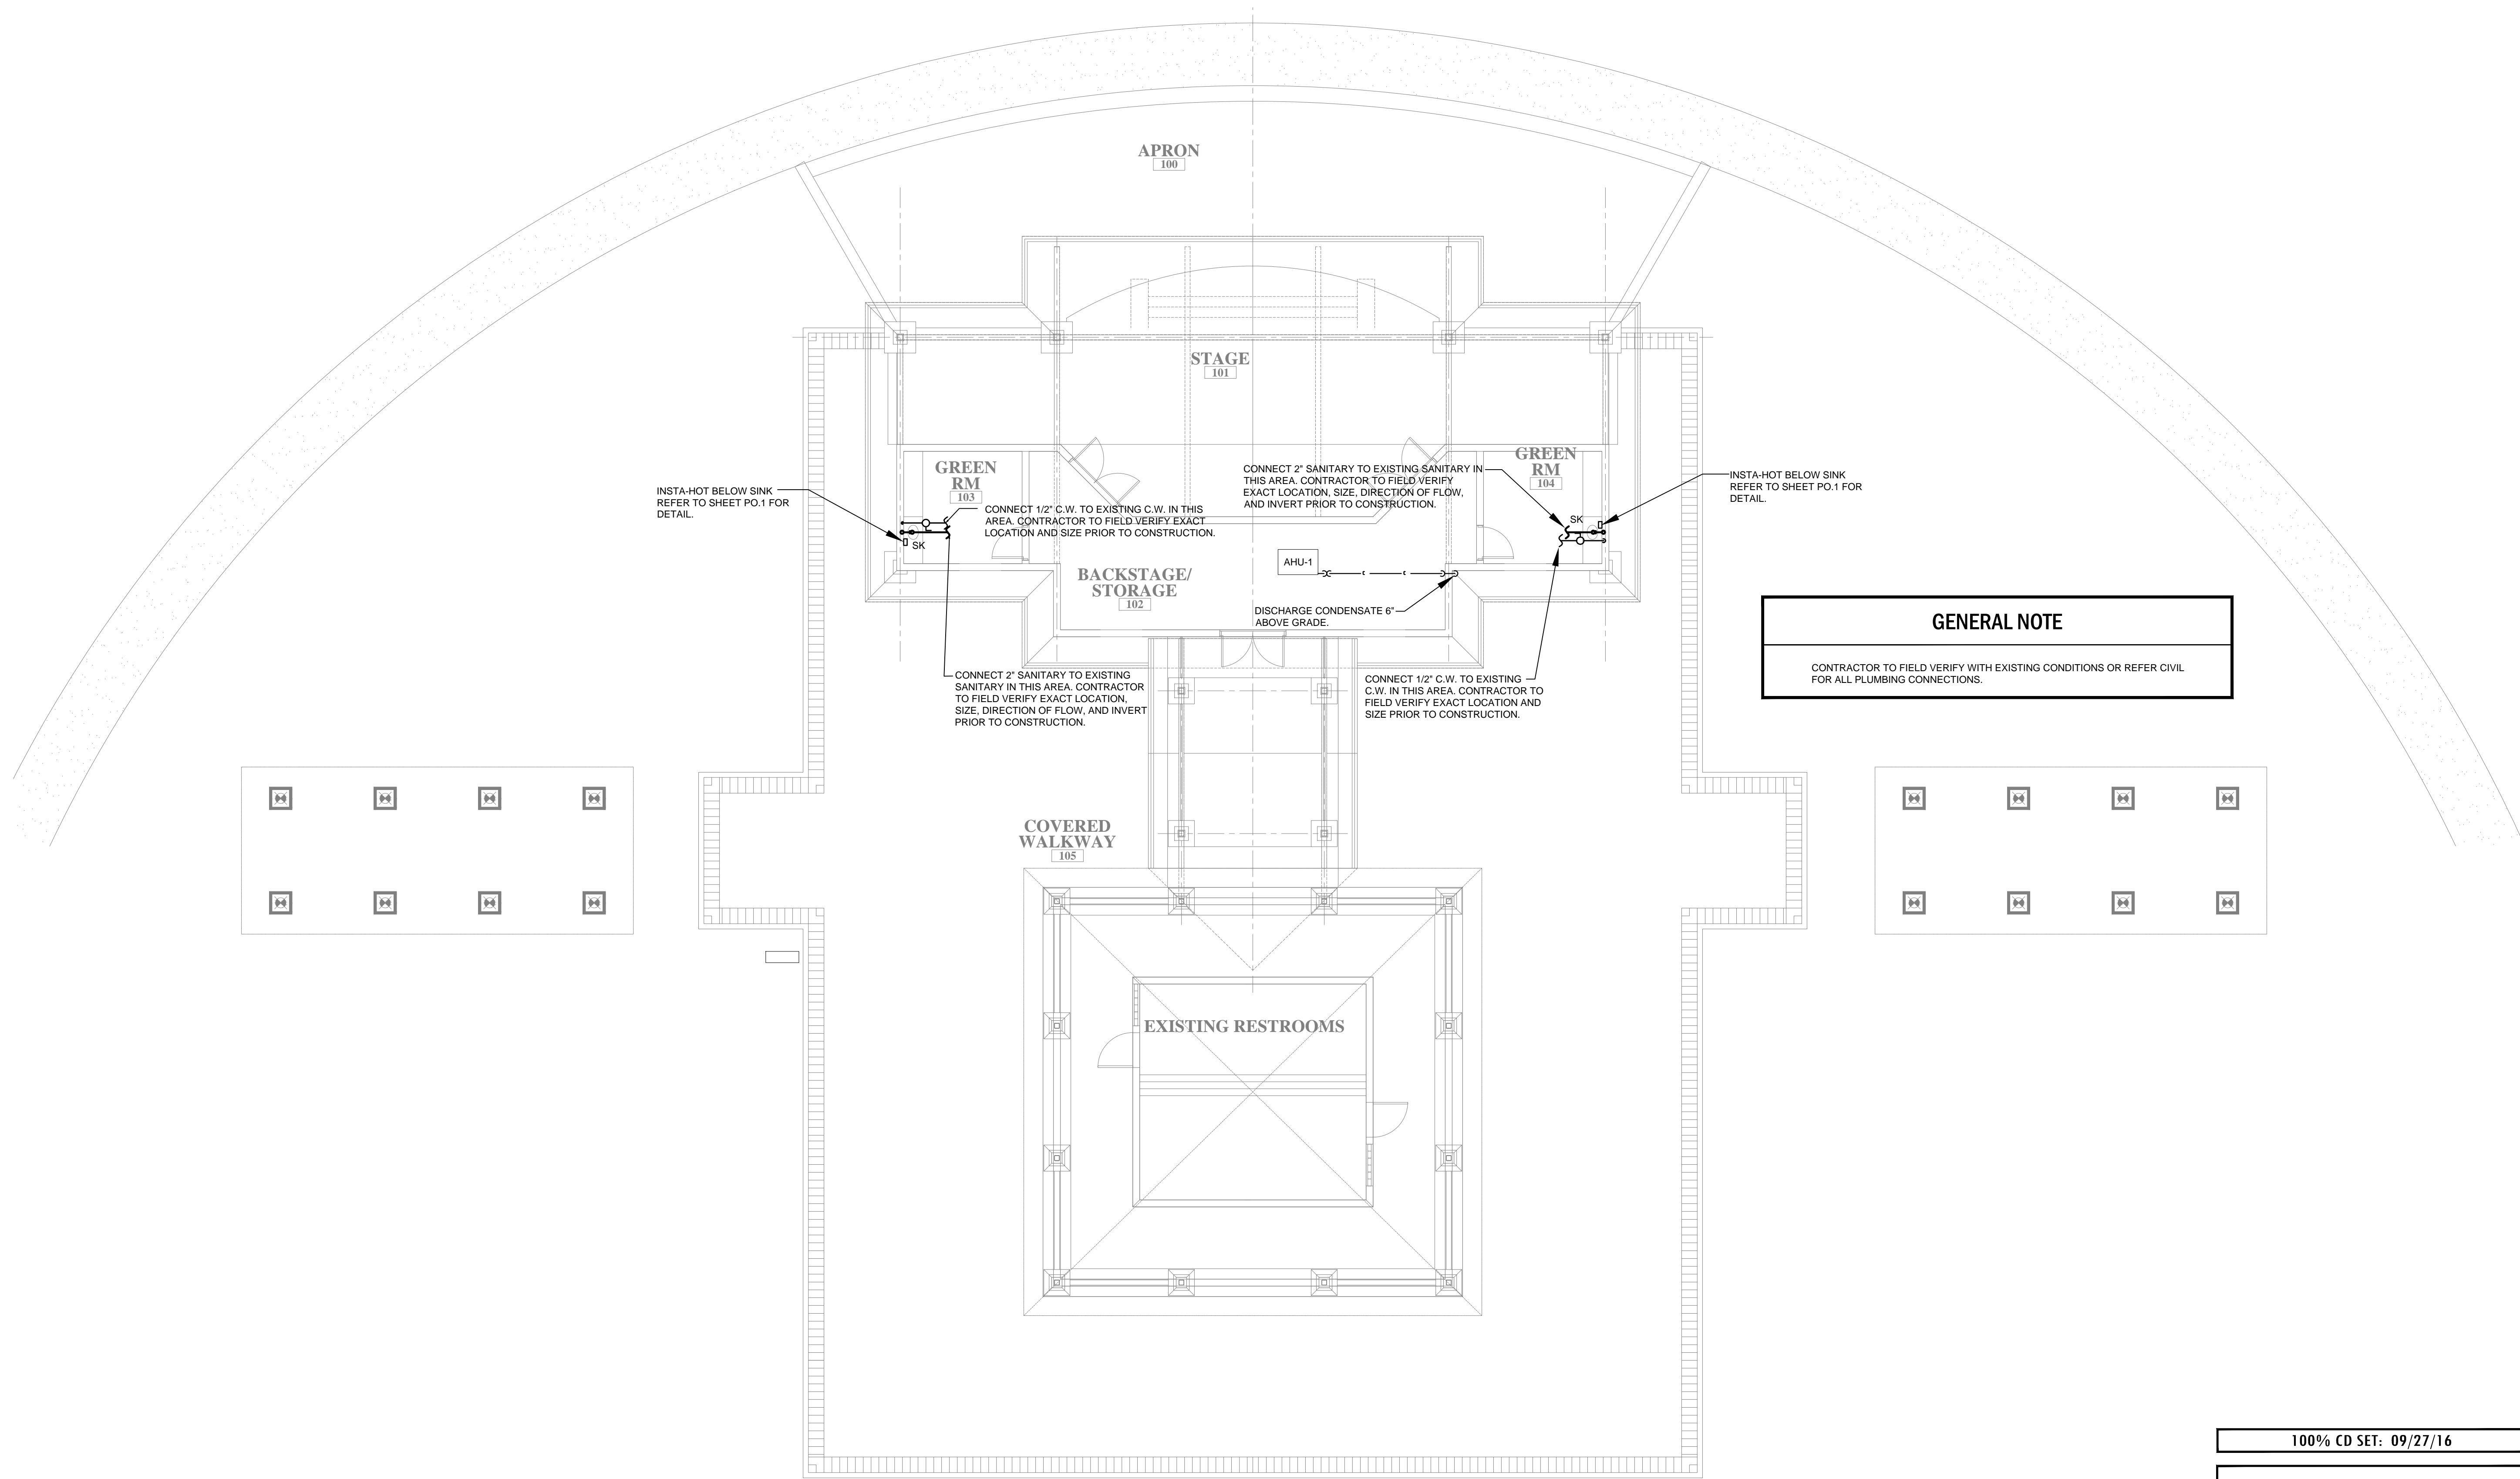 APRON
100
STAGE
101
GREEN
RM
103
GREEN
RM
104
INSTA-HOT BELOW SINK
REFER TO SHEET PO.1 FOR
DETAIL.
CONNECT 1/2" C.W. TO EXISTING C.W. IN THIS
AREA. CONTRACTOR TO FIELD VERIFY EXACT
LOCATION AND SIZE PRIOR TO CONSTRUCTION.
CONNECT 2" SANITARY TO EXISTING SANITARY IN
THIS AREA. CONTRACTOR TO FIELD VERIFY
EXACT LOCATION, SIZE, DIRECTION OF FLOW,
AND INVERT PRIOR TO CONSTRUCTION.
INSTA-HOT BELOW SINK
REFER TO SHEET PO.1 FOR
DETAIL.
SK
SK
AHU-1
C
C
BACKSTAGE/
STORAGE
102
DISCHARGE CONDENSATE 6"
ABOVE GRADE.
GENERAL NOTE
CONTRACTOR TO FIELD VERIFY WITH EXISTING CONDITIONS OR REFER CIVIL
FOR ALL PLUMBING CONNECTIONS.
CONNECT 2" SANITARY TO EXISTING
SANITARY IN THIS AREA. CONTRACTOR
TO FIELD VERIFY EXACT LOCATION,
SIZE, DIRECTION OF FLOW, AND INVERT
PRIOR TO CONSTRUCTION.
CONNECT 1/2" C.W. TO EXISTING
C.W. IN THIS AREA. CONTRACTOR TO
FIELD VERIFY EXACT LOCATION AND
SIZE PRIOR TO CONSTRUCTION.
COVERED
WALKWAY
105
EXISTING RESTROOMS
100% CD SET: 09/27/16